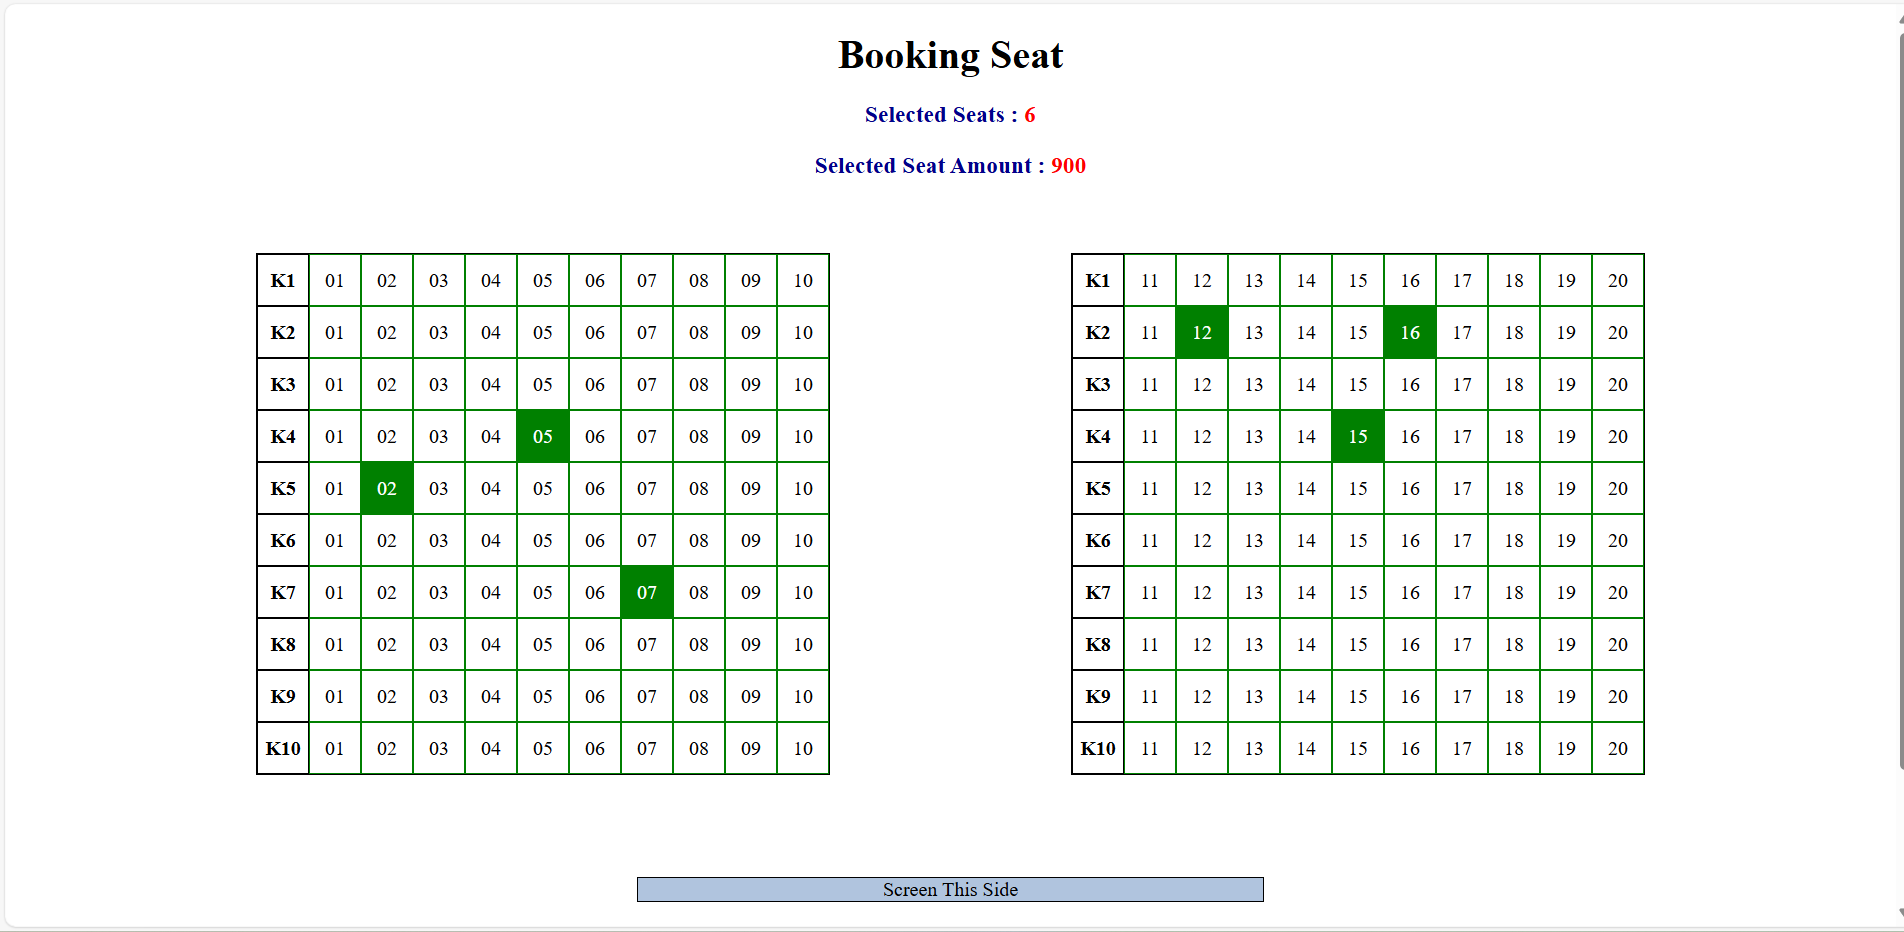 Booking Seat
Selected Seats : 6
Selected Seat Amount : 900
K1 01 02 03 04 05 06 07 08 09 10
K2 01 02 03 04 05 06 07 08 09 10
K3 01 02 03 04 05 06 07 08 09 10
K4 01 02 03 04 05 06 07 08 09 10
K5 01 02 03 04 05 06 07 08 09 10
K6 01 02 03 04 05 06 07 08 09 10
K7 01 02 03 04 05 06 07 08 09 10
K8 01 02 03 04 05 06 07 08 09 10
K9 01 02 03 04 05 06 07 08 09 10
K10 01 02 03 04 05 06 07 08 09 10
K1 11 12 13 14 15 16 17 18 19 20
K2 11 12 13 14 15 16 17 18 19 20
K3 11 12 13 14 15 16 17 18 19 20
K4 11 12 13 14 15 16 17 18 19 20
K5 11 12 13 14 15 16 17 18 19 20
K6 11 12 13 14 15 16 17 18 19 20
K7 11 12 13 14 15 16 17 18 19 20
K8 11 12 13 14 15 16 17 18 19 20
K9 11 12 13 14 15 16 17 18 19 20
K10 11 12 13 14 15 16 17 18 19 20
Screen This Side